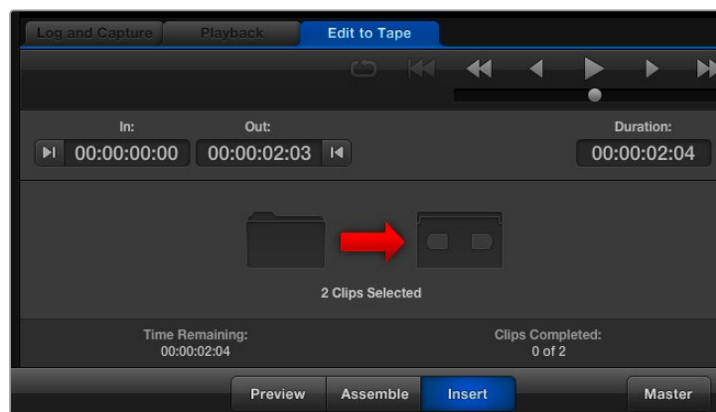 Log and Capture Playback Edit to Tape
In: Out: Duration:
00:00:00:00 00:00:02:03 00:00:02:04
2 Clips Selected
Time Remaining: Clips Completed:
00:00:02:04 0 of 2
Preview Assemble Insert Master